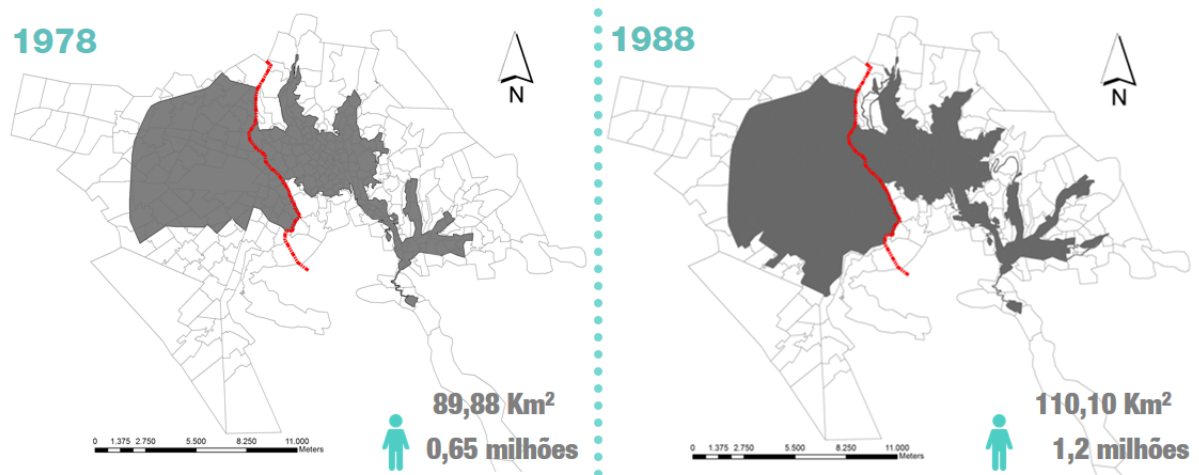 1978
N
89,88 Km²
0,65 milhões
0 1.375 2.750 5.500 8.250 11.000
Meters
1988
N
110,10 Km²
1,2 milhões
0 1.375 2.750 5.500 8.250 11.000
Meters